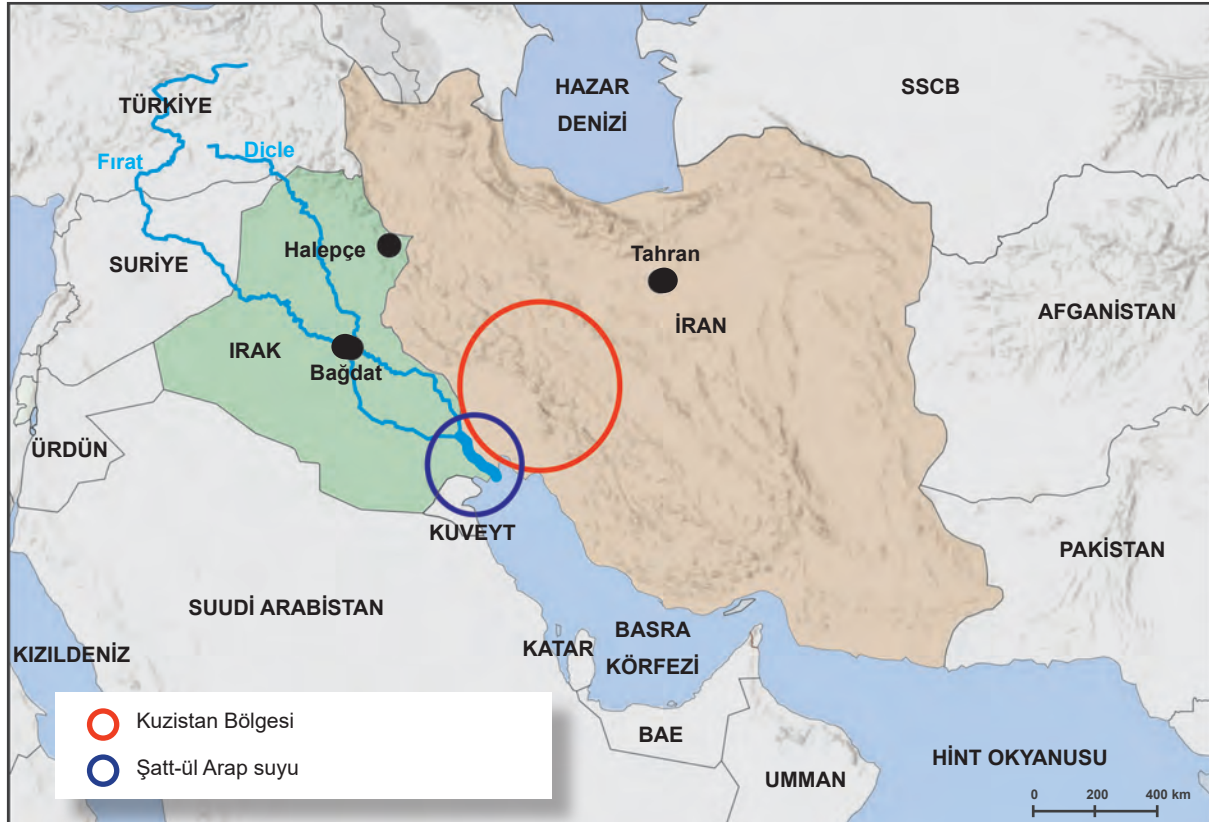 HAZAR
DENİZİ
SSCB
TÜRKİYE
Fırat
Dicle
Halepçe
Tahran
SURİYE
AFGANİSTAN
İRAN
IRAK
Bağdat
ÜRDÜN
KUVEYT
PAKİSTAN
SUUDİ ARABİSTAN
BASRA
KÖRFEZİ
KATAR
KIZILDENİZ
Kuzistan Bölgesi
Şatt-ül Arap suyu
BAE
UMMAN
HİNT OKYANUSU
0 200 400 km